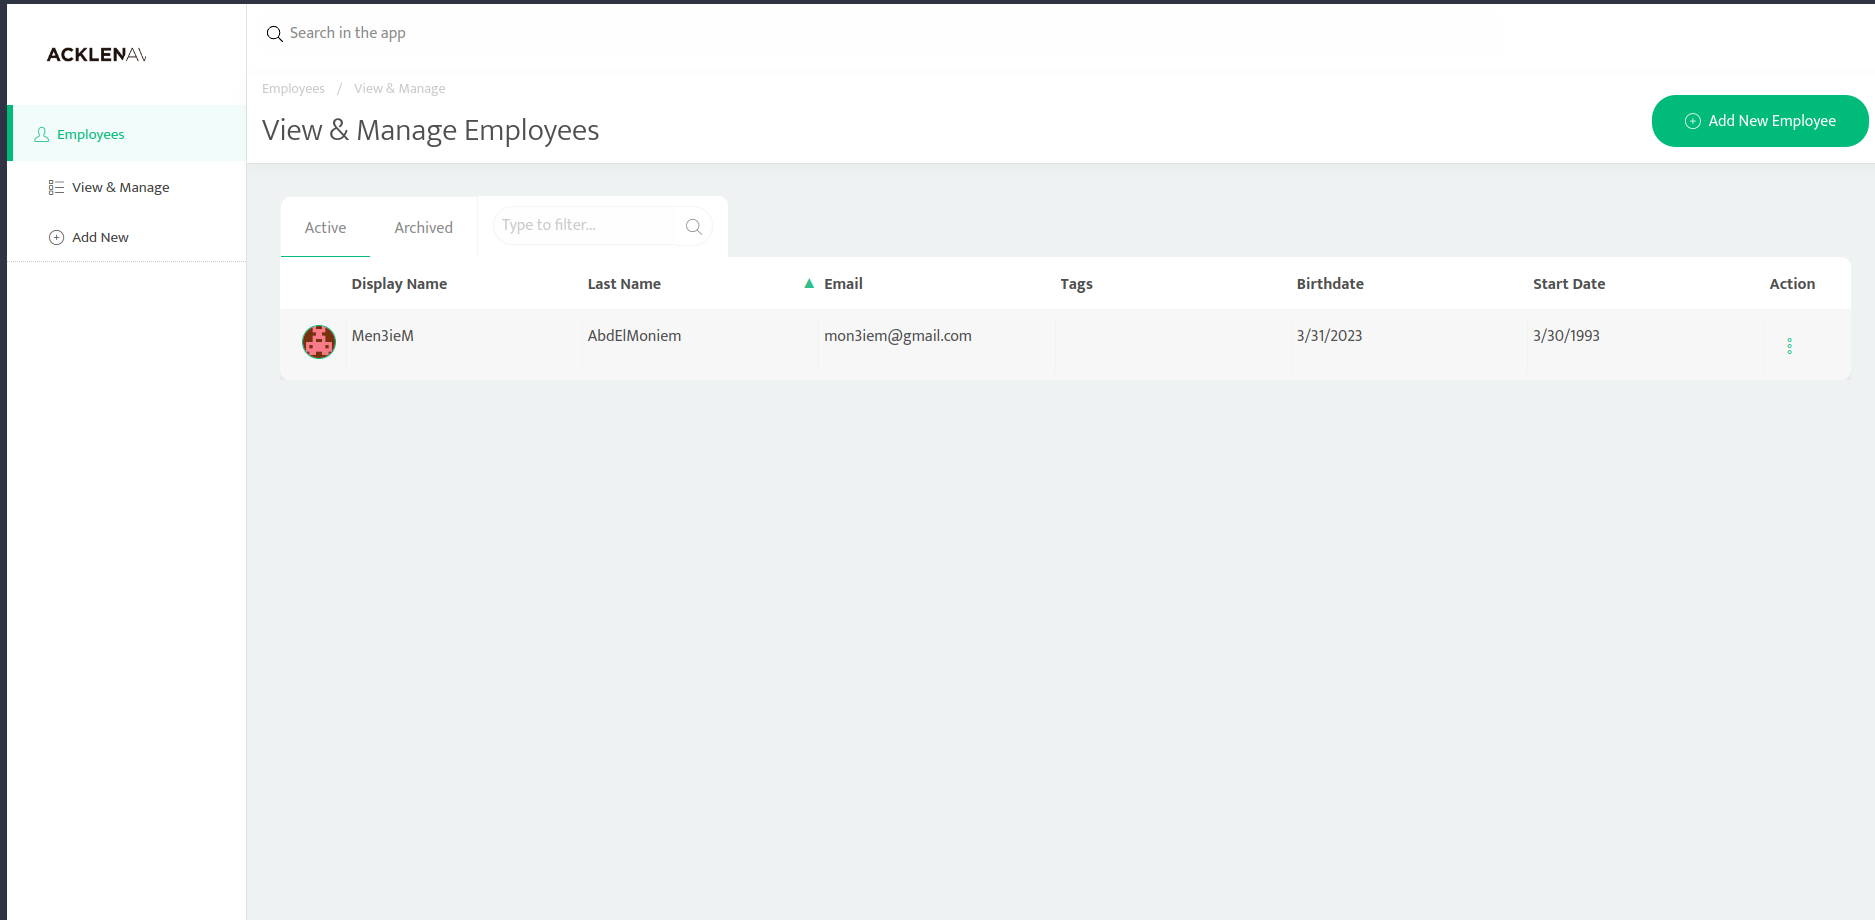 ACKLENAV
Search in the app
Employees / View & Manage
View & Manage Employees
Add New Employee
Employees
View & Manage
Add New
Active Archived Type to filter...
Display Name Last Name Email Tags Birthdate Start Date Action
Men3ieM AbdElMoniem mon3iem@gmail.com 3/31/2023 3/30/1993